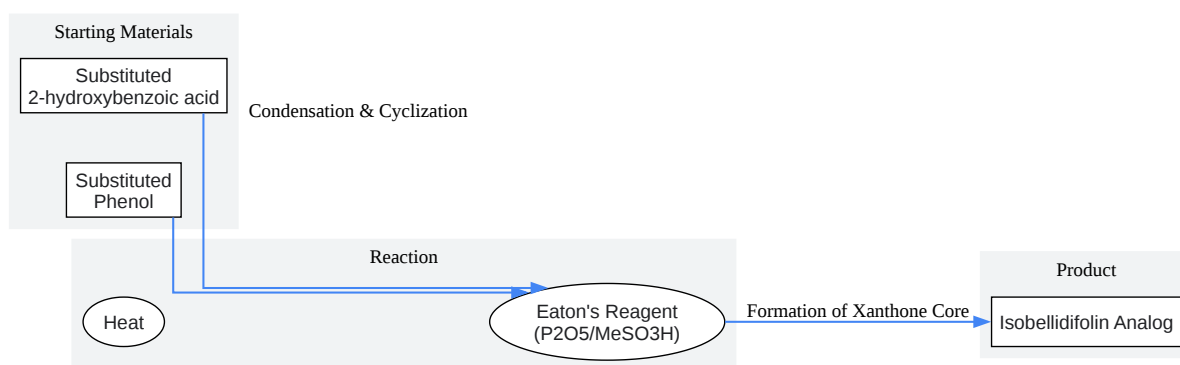 Starting Materials
Substituted
2-hydroxybenzoic acid
Condensation & Cyclization
Substituted
Phenol
Reaction
Heat
Eaton's Reagent
(P2O5/MeSO3H)
Formation of Xanthone Core
Product
Isobellidifolin Analog